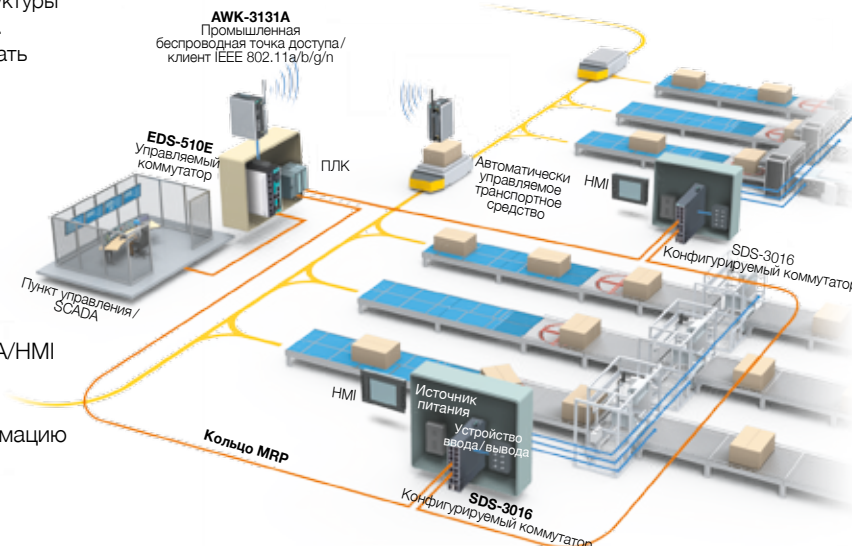 уктуры
ать
AWK-3131A
Промышленная
беспроводная точка доступа/
клиент IEEE 802.11a/b/g/n
EDS-510E
Управляемый
коммутатор
ПЛК
Автоматически
управляемое
транспортное
средство
HMI
SDS-3016
Конфигурируемый коммутатор
Пункт управления/
SCADA
A/HMI
мацию
HMI
Источник
питания
Устройство
ввода/вывода
Кольцо MRP
SDS-3016
Конфигурируемый коммутатор